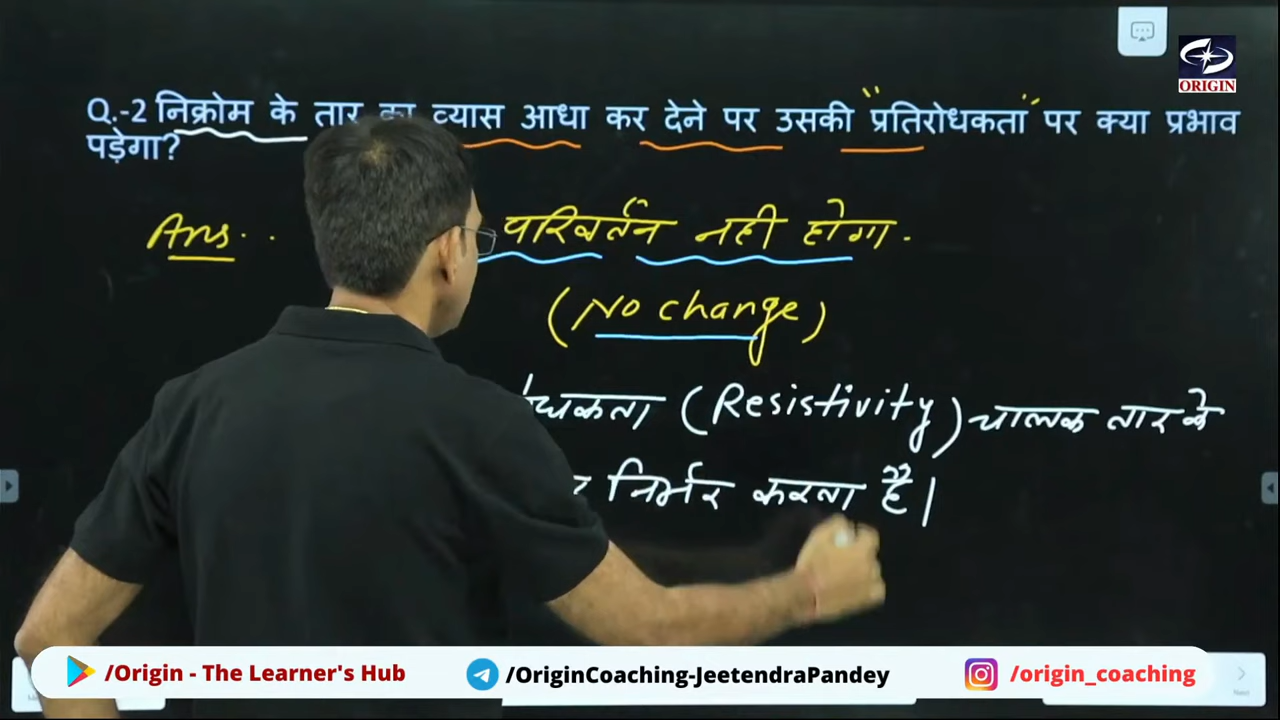 ORIGIN
Q.-2 निक्रोम के तार का व्यास आधा कर देने पर उसकी "प्रतिरोधकता" पर क्या प्रभाव
पड़ेगा?
Ans.. परिवर्तन नही होगा.
(No change)
(Resistivity) चालक तार के
निर्भर करता है।
/Origin - The Learner's Hub
/OriginCoaching-JeetendraPandey
/origin_coaching